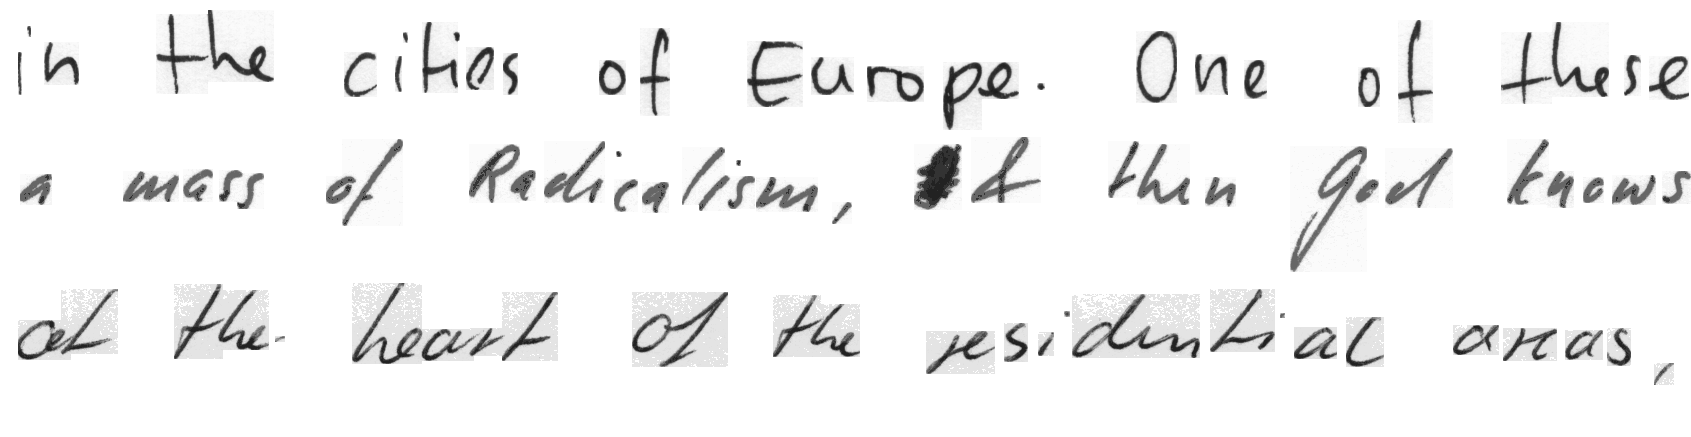 in the cities of Europe. One of these
a mass of Radicalism, & then God knows
at the heart of the residential areas,